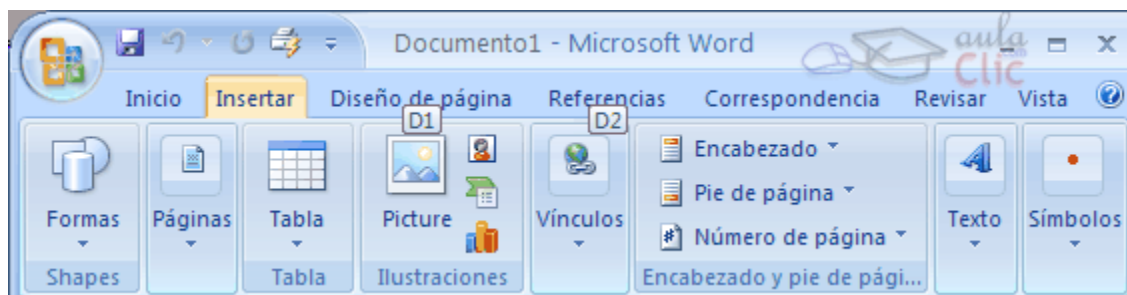 Documento1 - Microsoft Word
aula
Clic
Inicio Insertar Diseño de página Referencias Correspondencia Revisar Vista
D1 D2
Encabezado
Pie de página
Formas Páginas Tabla Picture Vínculos Número de página Texto Símbolos
Shapes Tabla Ilustraciones Encabezado y pie de pági...